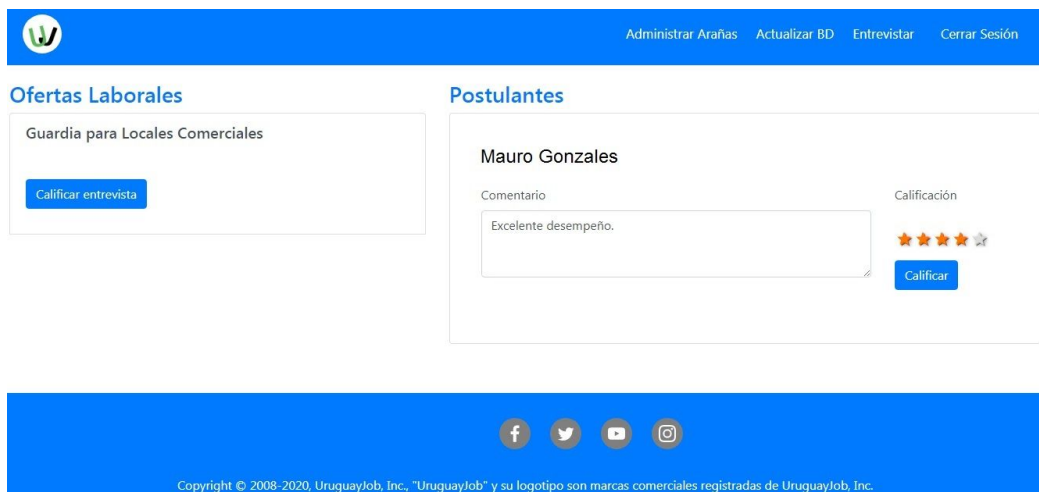 Administrar Arañas Actualizar BD Entrevistar Cerrar Sesión
Ofertas Laborales
Guardia para Locales Comerciales
Calificar entrevista
Postulantes
Mauro Gonzales
Comentario
Excelente desempeño.
Calificación
Calificar
Copyright © 2008-2020, UruguayJob, Inc., "UruguayJob" y su logotipo son marcas comerciales registradas de UruguayJob, Inc.